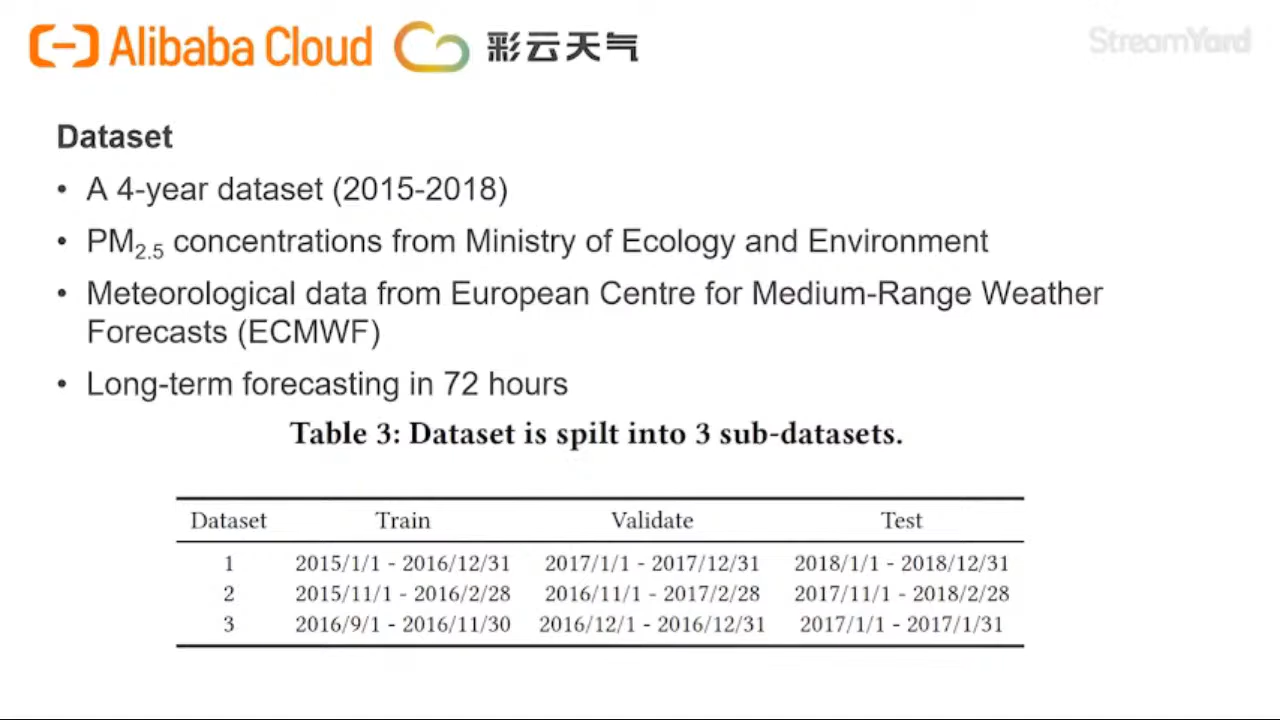 Alibaba Cloud 彩云天气 StreamYard
Dataset
• A 4-year dataset (2015-2018)
• PM2.5 concentrations from Ministry of Ecology and Environment
• Meteorological data from European Centre for Medium-Range Weather
Forecasts (ECMWF)
• Long-term forecasting in 72 hours
Table 3: Dataset is spilt into 3 sub-datasets.
Dataset Train Validate Test
1 2015/1/1 - 2016/12/31 2017/1/1 - 2017/12/31 2018/1/1 - 2018/12/31
2 2015/11/1 - 2016/2/28 2016/11/1 - 2017/2/28 2017/11/1 - 2018/2/28
3 2016/9/1 - 2016/11/30 2016/12/1 - 2016/12/31 2017/1/1 - 2017/1/31